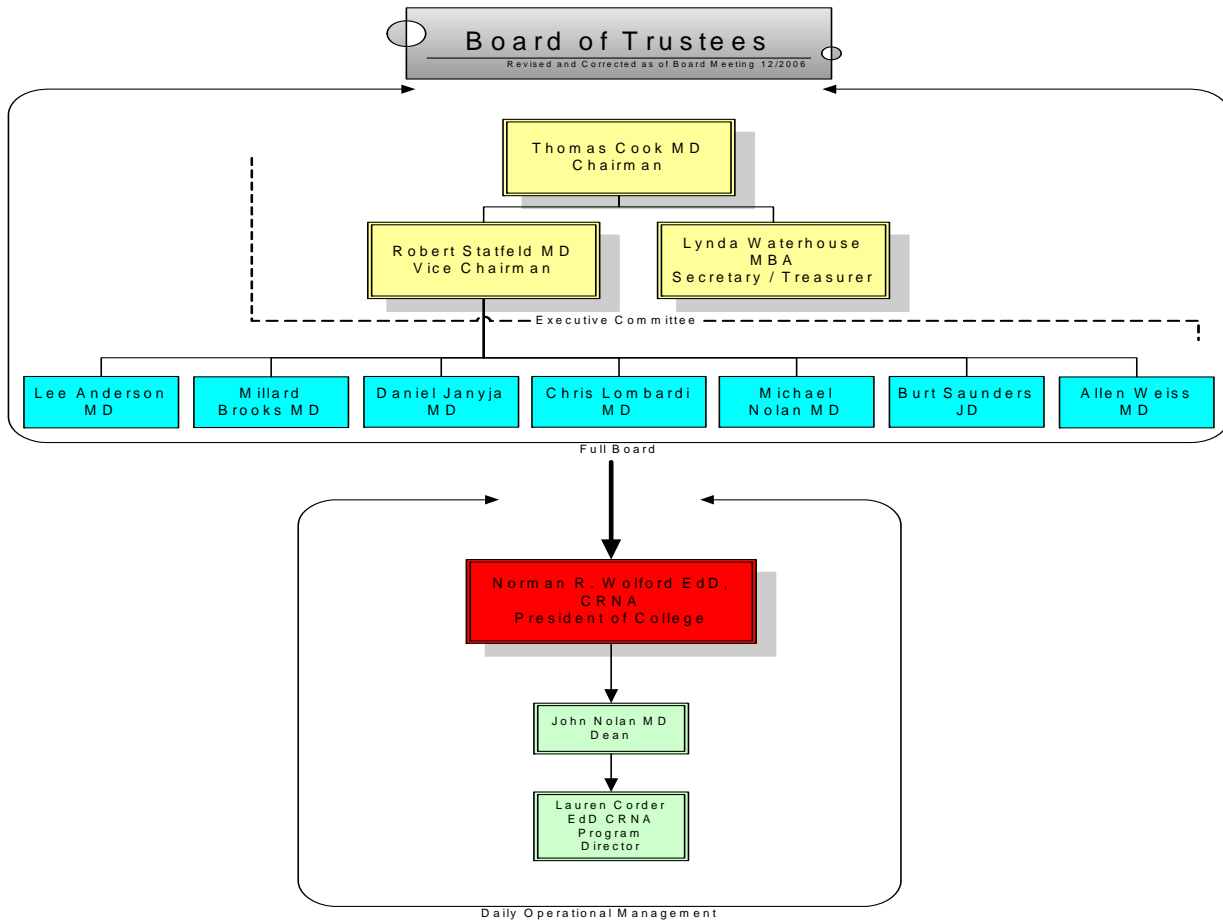 Board of Trustees
Revised and Corrected as of Board Meeting 12/2006
Thomas Cook MD
Chairman
Robert Statfeld MD
Vice Chairman
Lynda Waterhouse
MBA
Secretary / Treasurer
Executive Committee
Lee Anderson
MD
Millard
Brooks MD
Daniel Janyja
MD
Chris Lombardi
MD
Michael
Nolan MD
Burt Saunders
JD
Allen Weiss
MD
Full Board
Norman R. Wolford EdD,
CRNA
President of College
John Nolan MD
Dean
Lauren Corder
EdD CRNA
Program
Director
Daily Operational Management